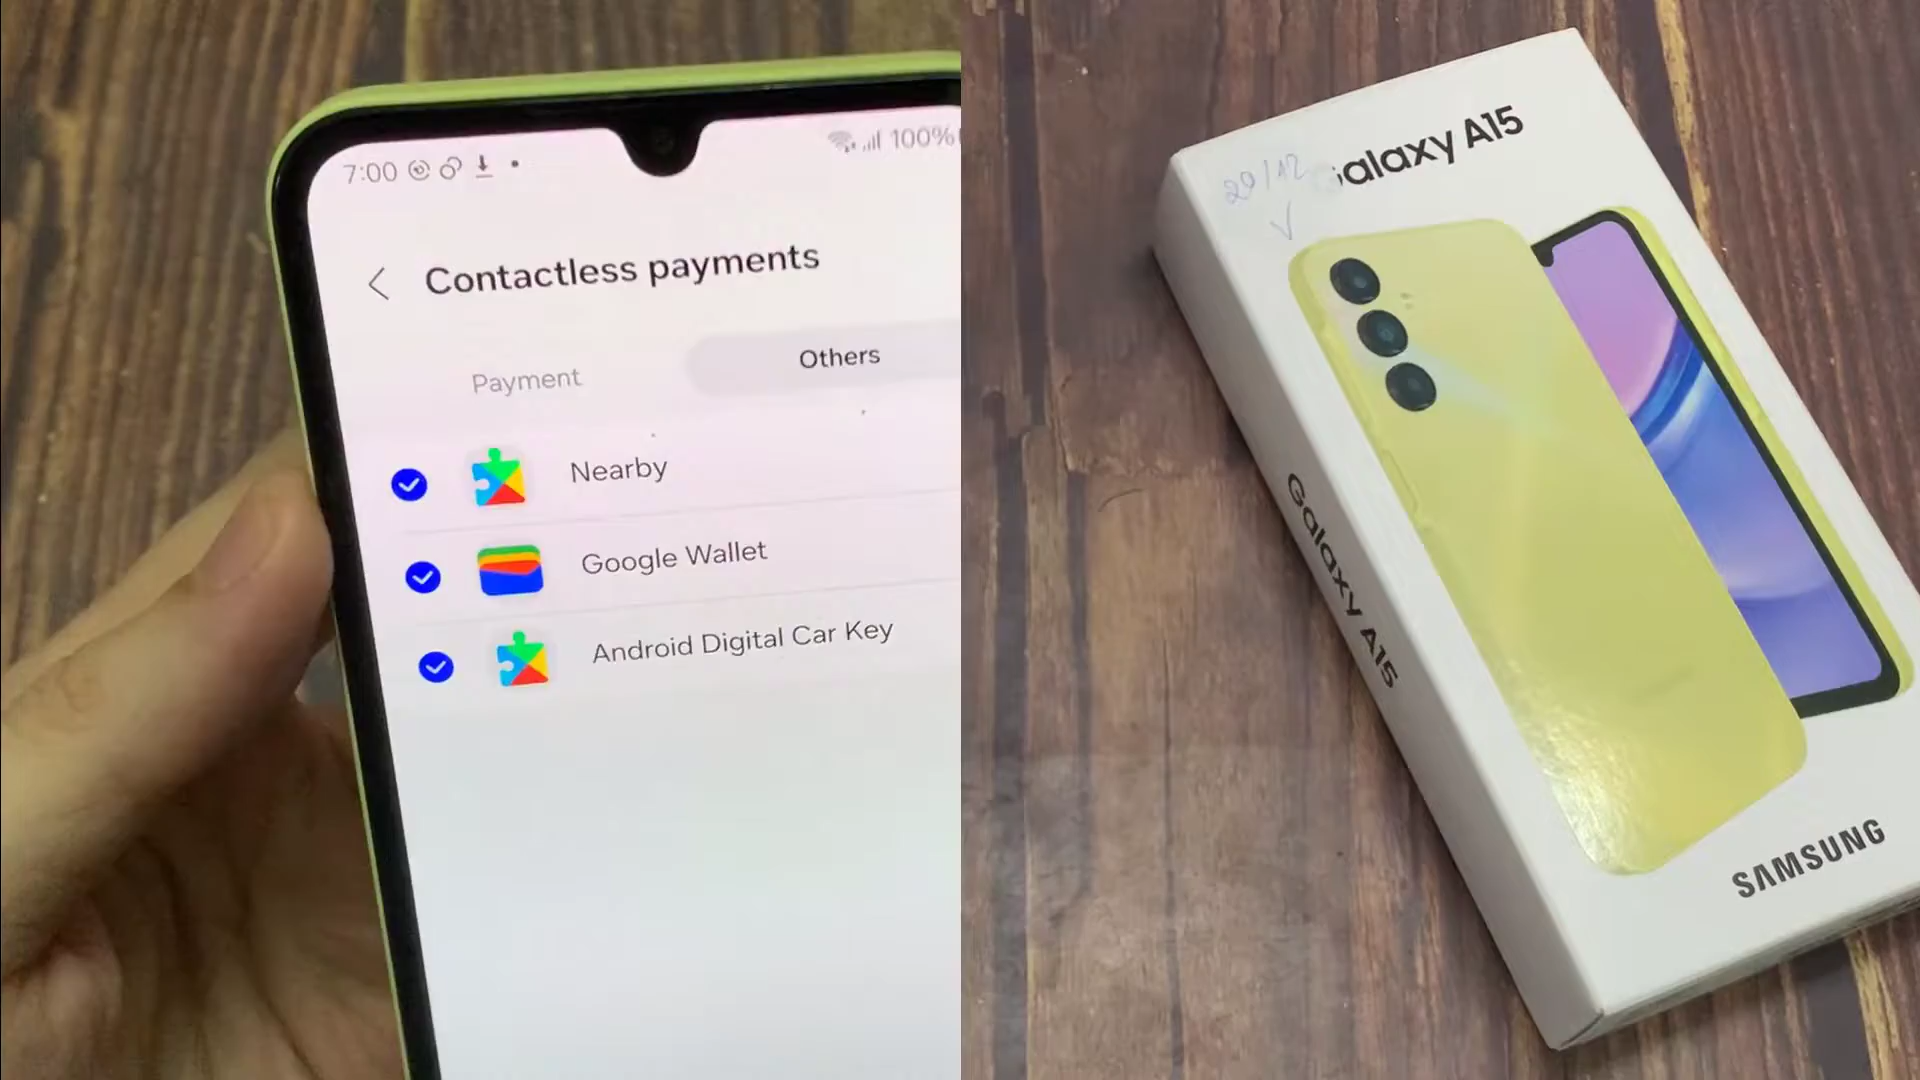 7:00
100%
Contactless payments
Payment
Others
Nearby
Google Wallet
Android Digital Car Key
Galaxy A15
29/12
Galaxy A15
SAMSUNG